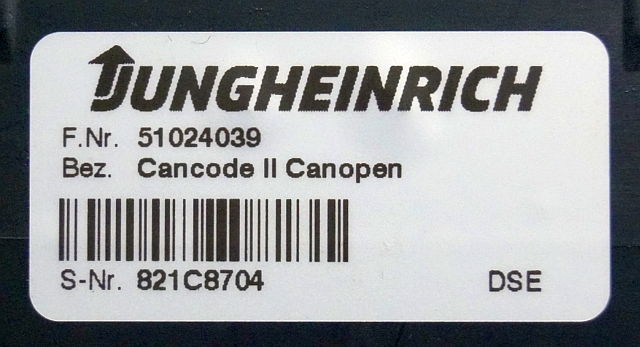 JUNGHEINRICH
F.Nr. 51024039
Bez. Cancode II Canopen
S-Nr. 821C8704 DSE